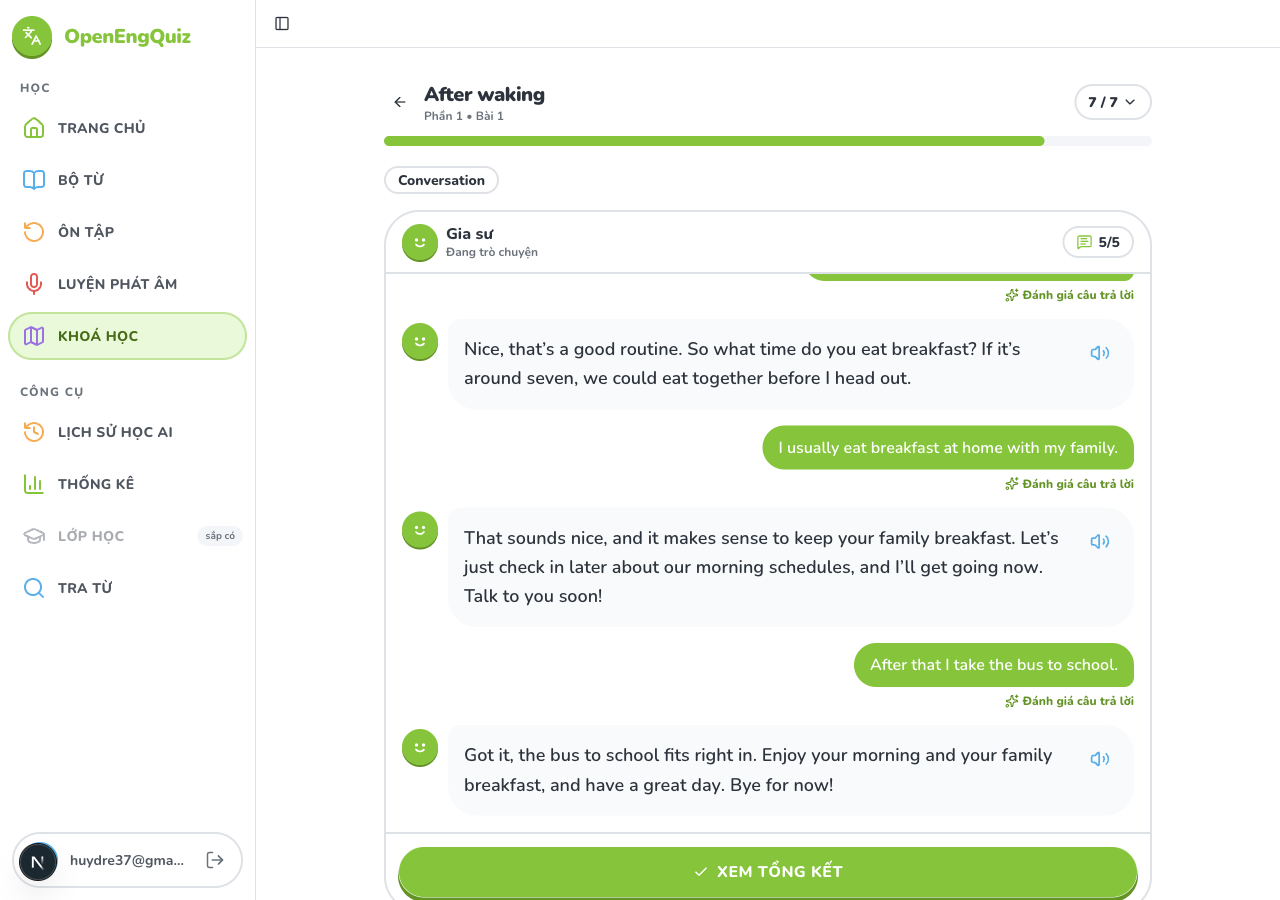 OpenEngQuiz
HỌC
TRANG CHỦ
BỘ TỪ
ÔN TẬP
LUYỆN PHÁT ÂM
KHOÁ HỌC
CÔNG CỤ
LỊCH SỬ HỌC AI
THỐNG KÊ
LỚP HỌC
sắp có
TRA TỪ
N
huydre37@gma...
After waking
Phần 1 • Bài 1
7 / 7
Conversation
Gia sư
Đang trò chuyện
5/5
Đánh giá câu trả lời
Nice, that's a good routine. So what time do you eat breakfast? If it's
around seven, we could eat together before I head out.
I usually eat breakfast at home with my family.
Đánh giá câu trả lời
That sounds nice, and it makes sense to keep your family breakfast. Let's
just check in later about our morning schedules, and I'll get going now.
Talk to you soon!
After that I take the bus to school.
Đánh giá câu trả lời
Got it, the bus to school fits right in. Enjoy your morning and your family
breakfast, and have a great day. Bye for now!
XEM TỔNG KẾT